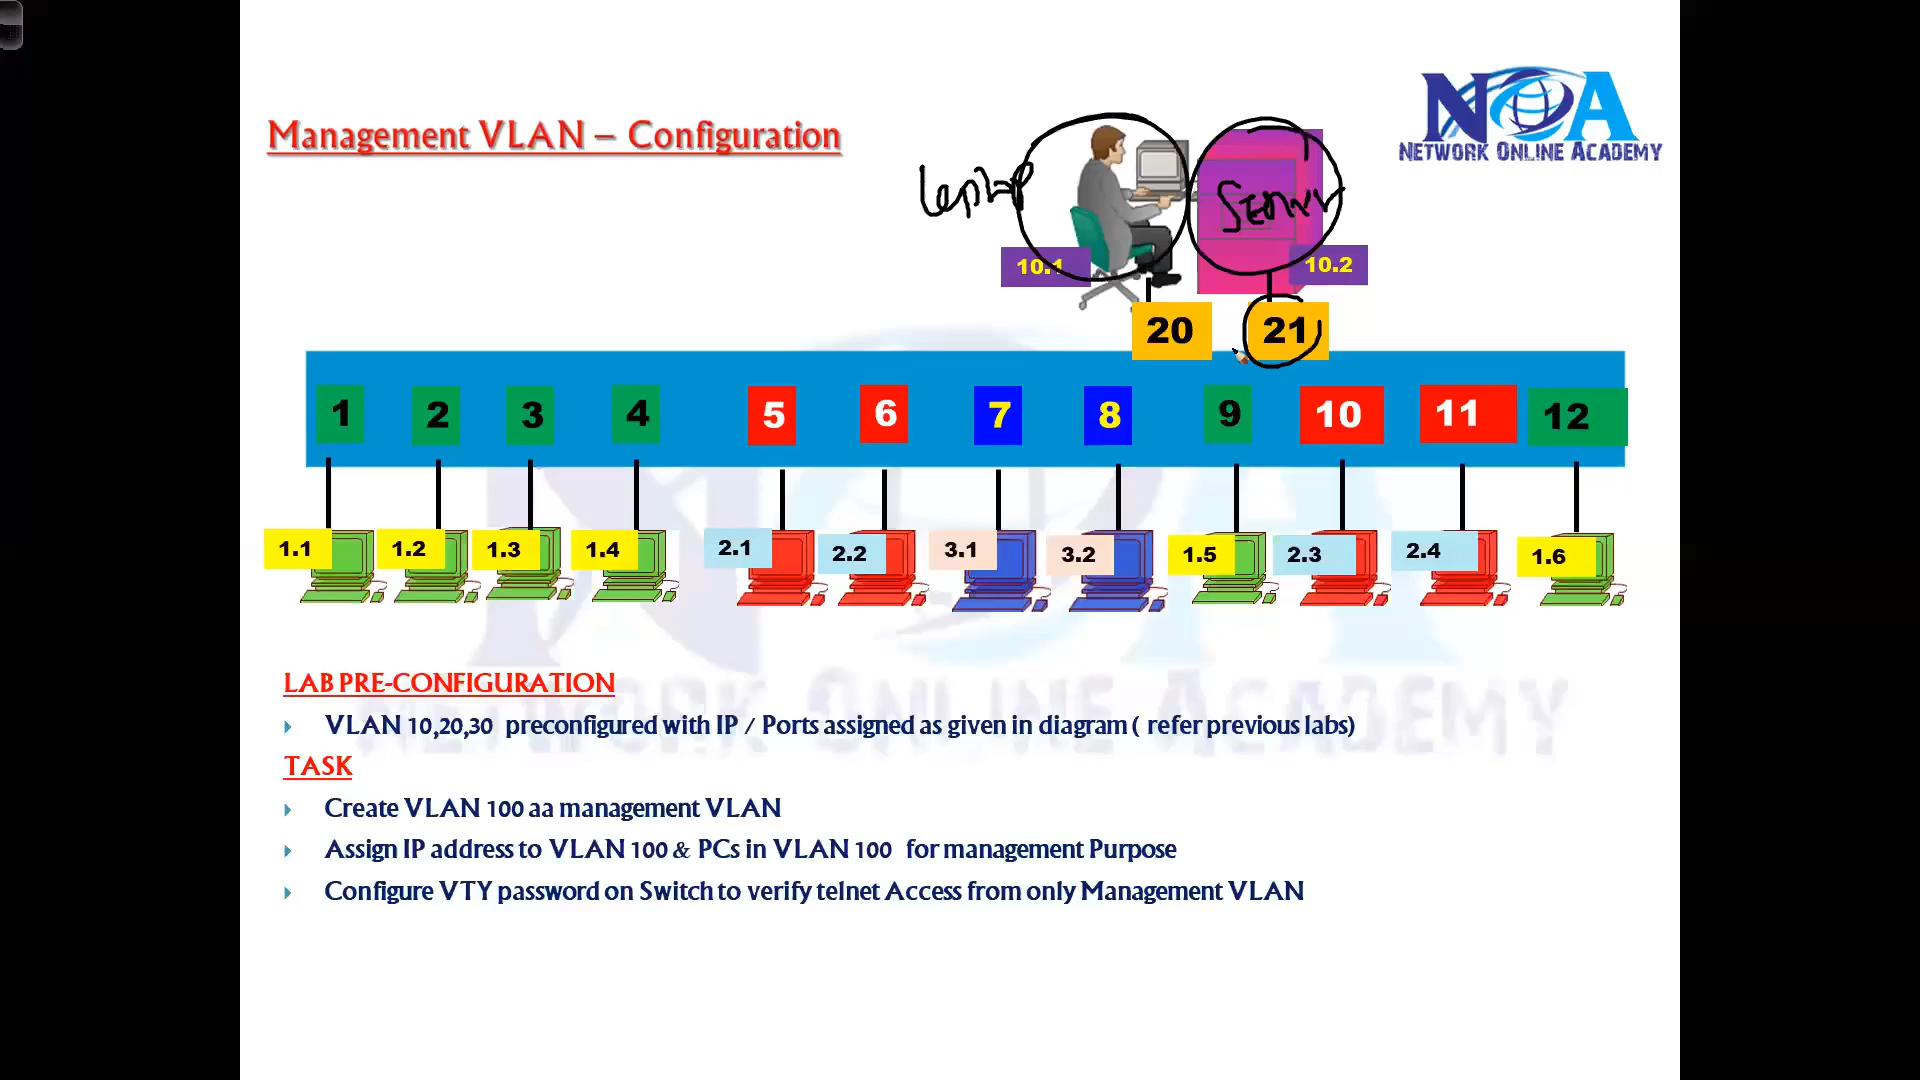 Management VLAN – Configuration
NOA
NETWORK ONLINE ACADEMY
Laptop
Server
10.1
10.2
20
21
1 2 3 4 5 6 7 8 9 10 11 12
1.1 1.2 1.3 1.4 2.1 2.2 3.1 3.2 1.5 2.3 2.4 1.6
LAB PRE-CONFIGURATION
VLAN 10,20,30 preconfigured with IP / Ports assigned as given in diagram ( refer previous labs)
TASK
Create VLAN 100 aa management VLAN
Assign IP address to VLAN 100 & PCs in VLAN 100 for management Purpose
Configure VTY password on Switch to verify telnet Access from only Management VLAN
NETWORK ONLINE ACADEMY